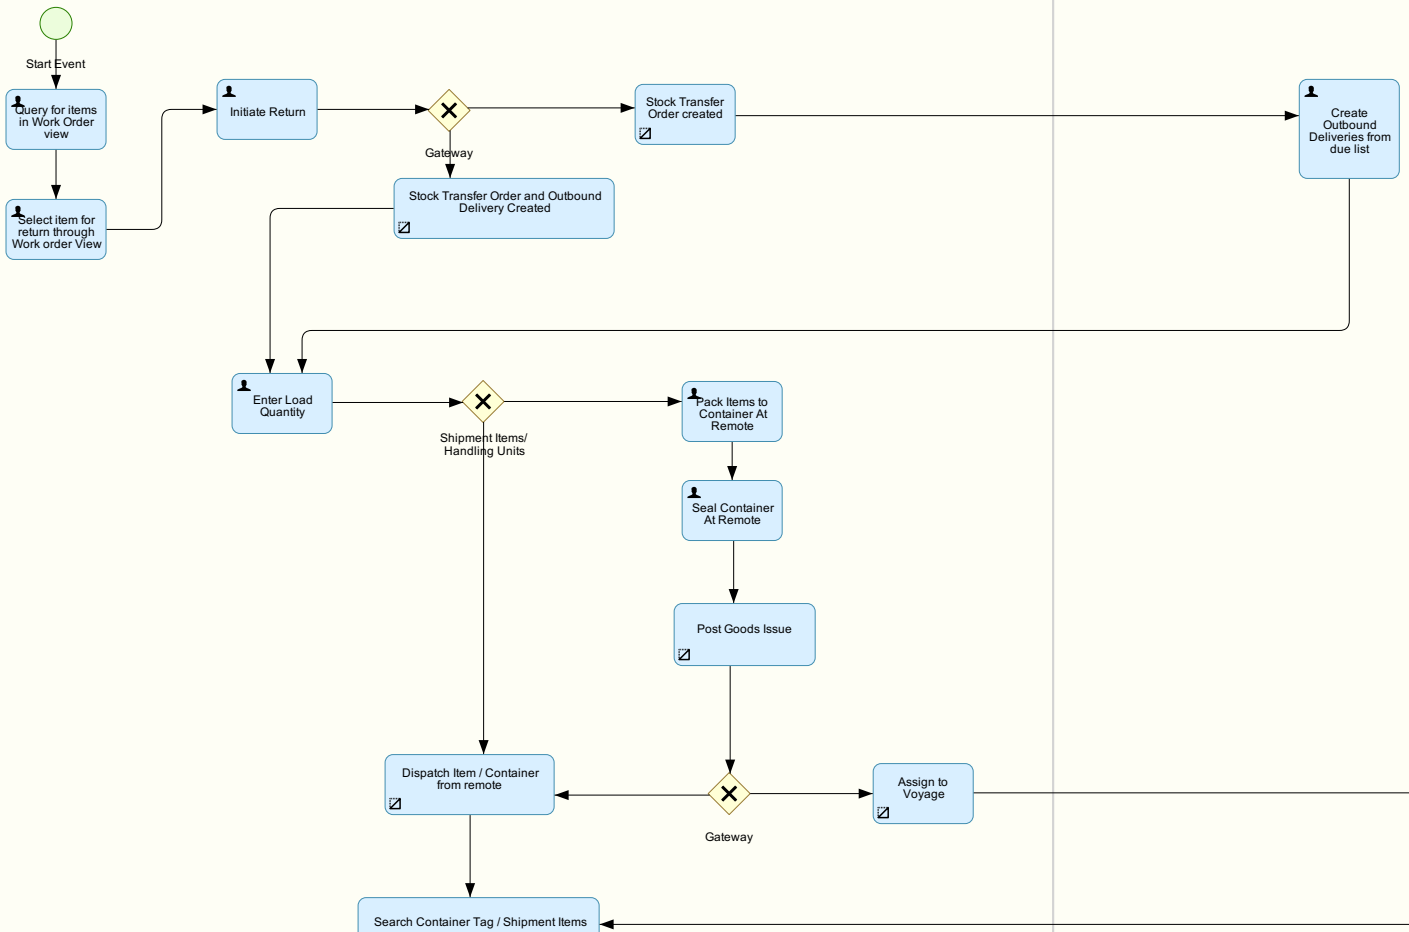 Start Event
Query for items
in Work Order
view
Select item for
return through
Work order View
Initiate Return
Gateway
Stock Transfer
Order created
Create
Outbound
Deliveries from
due list
Stock Transfer Order and Outbound
Delivery Created
Enter Load
Quantity
Shipment Items/
Handling Units
Pack Items to
Container At
Remote
Seal Container
At Remote
Post Goods Issue
Dispatch Item / Container
from remote
Gateway
Assign to
Voyage
Search Container Tag / Shipment Items